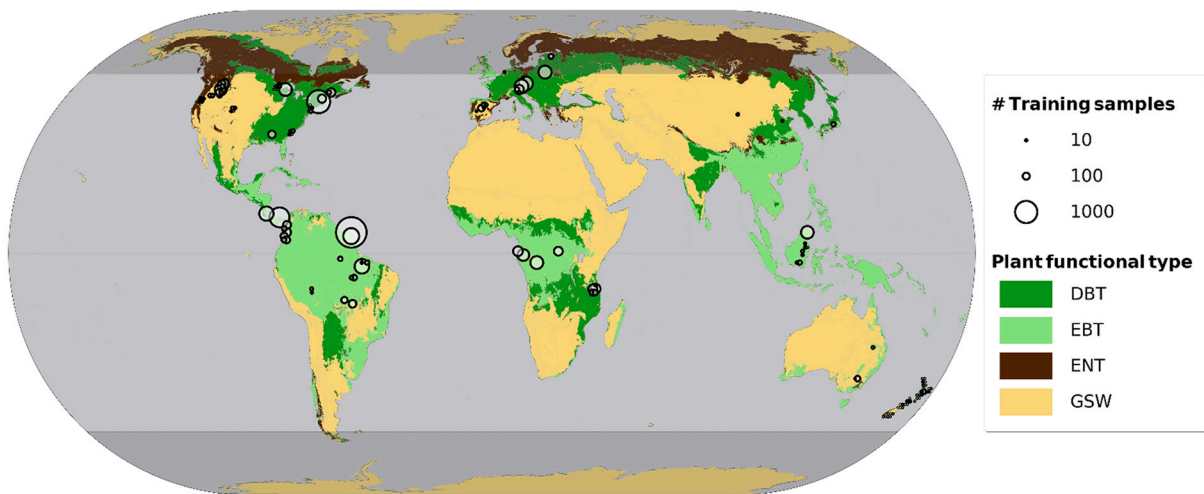 # Training samples
10
100
1000
Plant functional type
DBT
EBT
ENT
GSW